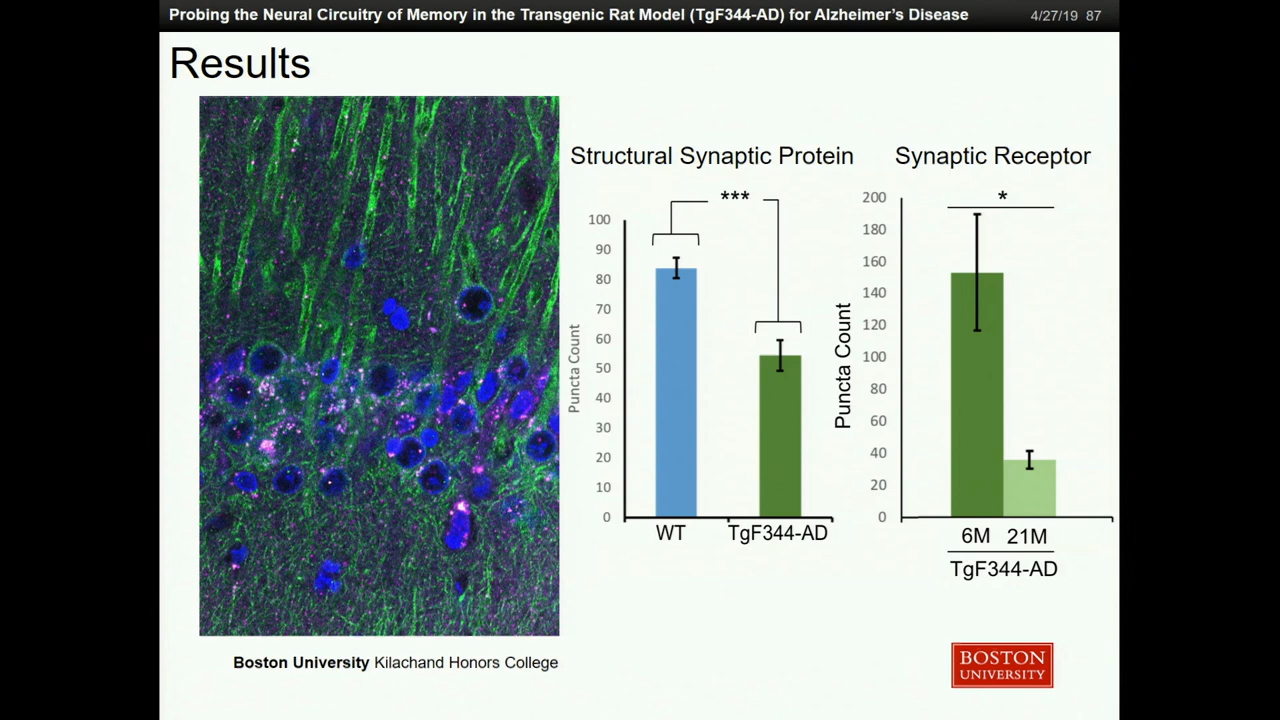 Probing the Neural Circuitry of Memory in the Transgenic Rat Model (TgF344-AD) for Alzheimer's Disease
4/27/19 87
Results
Structural Synaptic Protein
***
100
90
80
70
60
50
40
30
20
10
0
Puncta Count
WT TgF344-AD
Synaptic Receptor
*
200
180
160
140
120
100
80
60
40
20
0
Puncta Count
6M 21M
TgF344-AD
Boston University Kilachand Honors College
BOSTON
UNIVERSITY